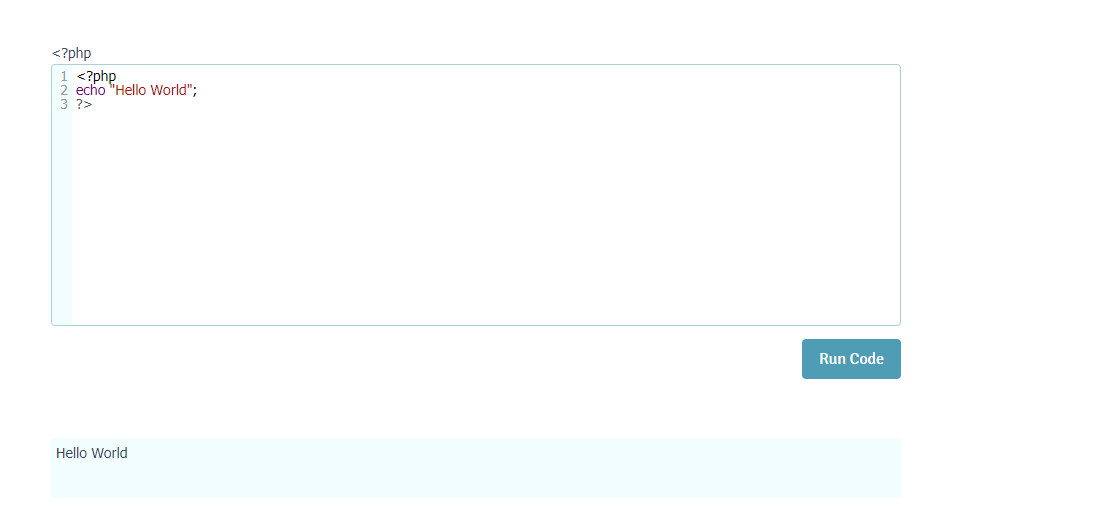 <?php
1 <?php
2 echo "Hello World";
3 ?>
Run Code
Hello World